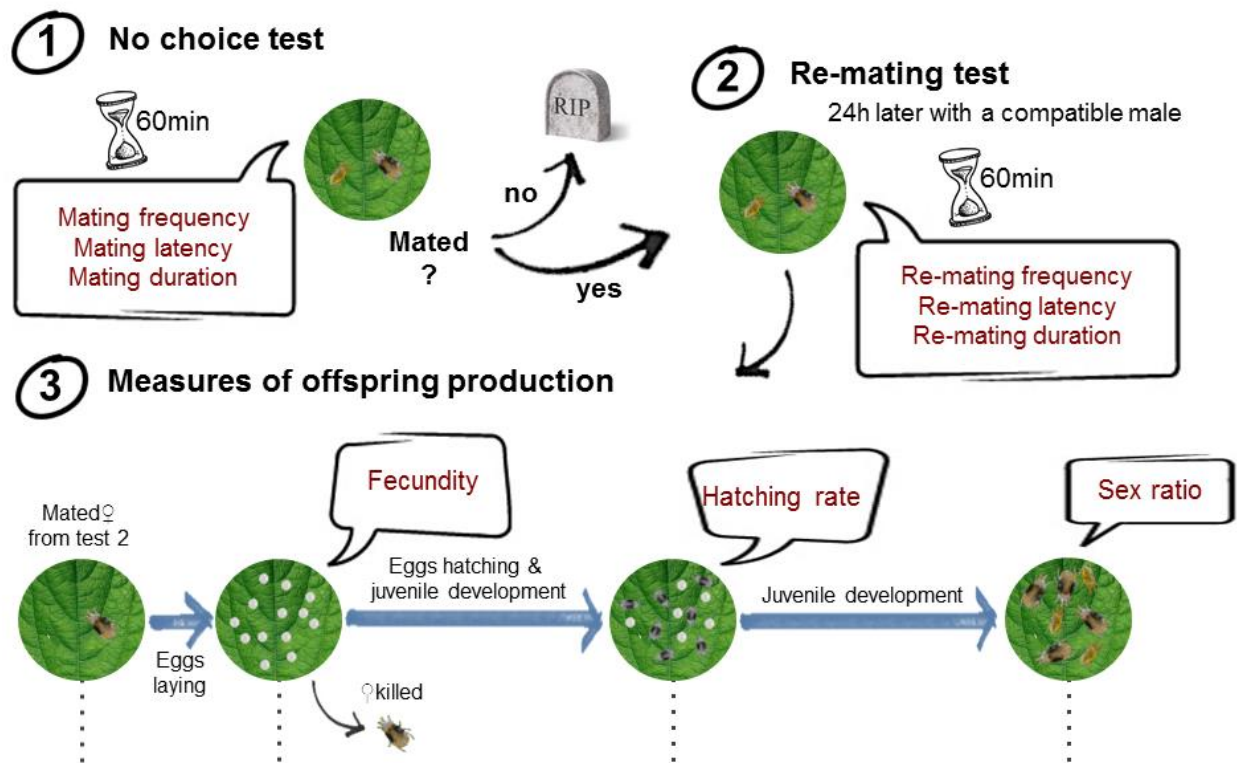 1 No choice test
60min
RIP
Mating frequency
Mating latency
Mating duration
no
Mated
?
yes
2 Re-mating test
24h later with a compatible male
60min
Re-mating frequency
Re-mating latency
Re-mating duration
3 Measures of offspring production
Fecundity
Hatching rate
Sex ratio
Mated♀
from test 2
Eggs
laying
Eggs hatching &
juvenile development
Juvenile development
♀killed